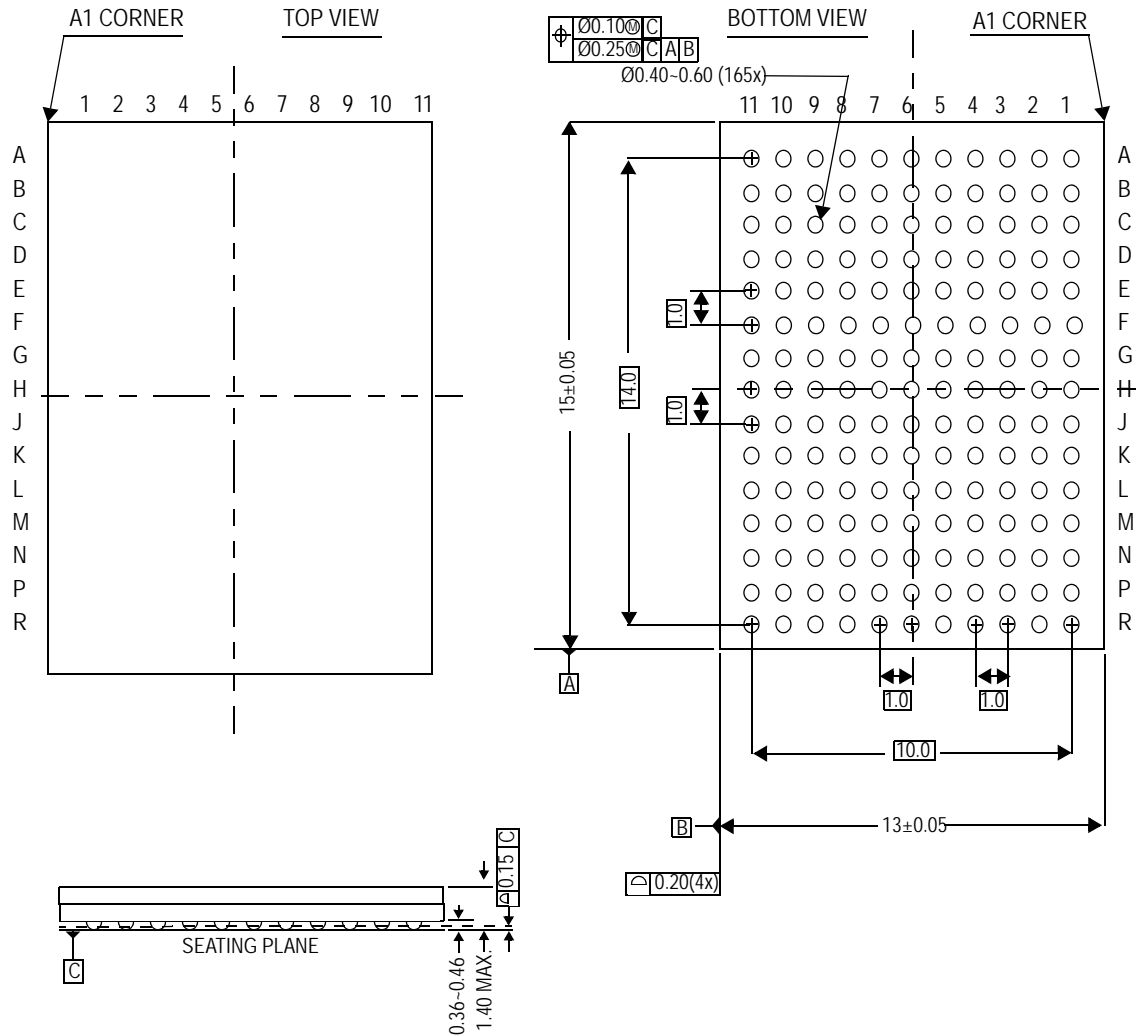 A1 CORNER
TOP VIEW
1 2 3 4 5 6 7 8 9 10 11
A
B
C
D
E
F
G
H
J
K
L
M
N
P
R
BOTTOM VIEW
A1 CORNER
⌖ Ø0.10Ⓜ C
Ø0.25Ⓜ C A B
Ø0.40~0.60 (165x)
11 10 9 8 7 6 5 4 3 2 1
A
B
C
D
E
F
G
H
J
K
L
M
N
P
R
1.0
1.0
14.0
15±0.05
A
1.0
1.0
10.0
B
13±0.05
⌓ 0.20(4x)
⌓ 0.15 C
SEATING PLANE
C
0.36~0.46
1.40 MAX.